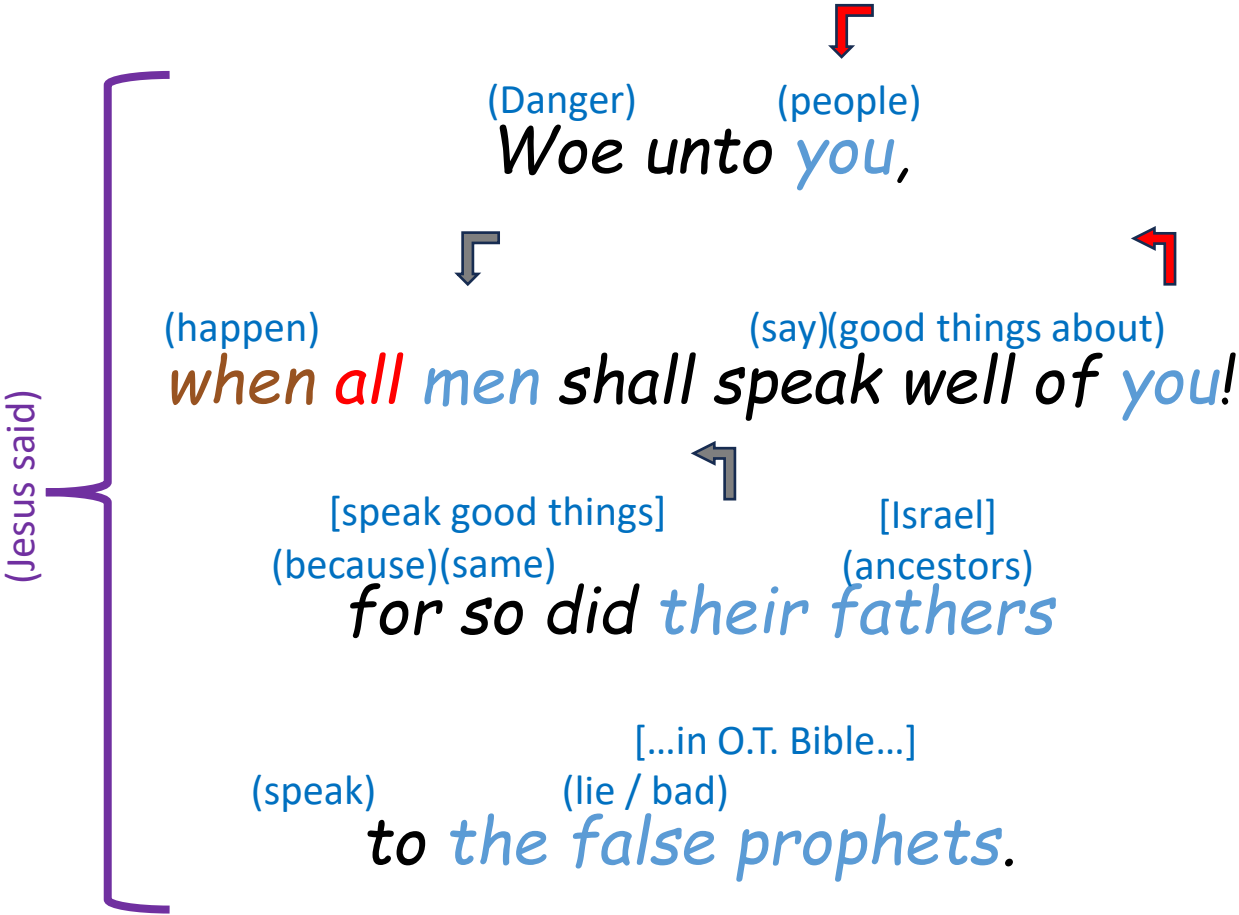 (Jesus said)
(Danger) (people)
Woe unto you,
(happen) (say)(good things about)
when all men shall speak well of you!
[speak good things] [Israel]
(because)(same) (ancestors)
for so did their fathers
[...in O.T. Bible...]
(speak) (lie / bad)
to the false prophets.